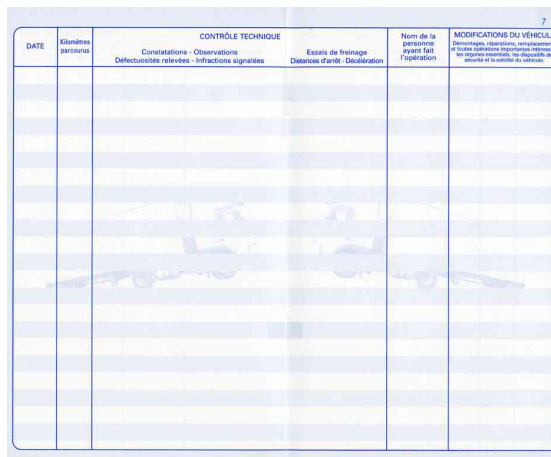 7
DATE
Kilomètres
parcourus
CONTRÔLE TECHNIQUE
Constatations - Observations
Défectuosités relevées - Infractions signalées
Essais de freinage
Distances d'arrêt - Décélération
Nom de la
personne
ayant fait
l'opération
MODIFICATIONS DU VÉHICUL
Démontages, réparations, remplacemen
et toutes opérations importantes intéress
les organes essentiels, les dispositifs de
sécurité et la solidité du véhicule.